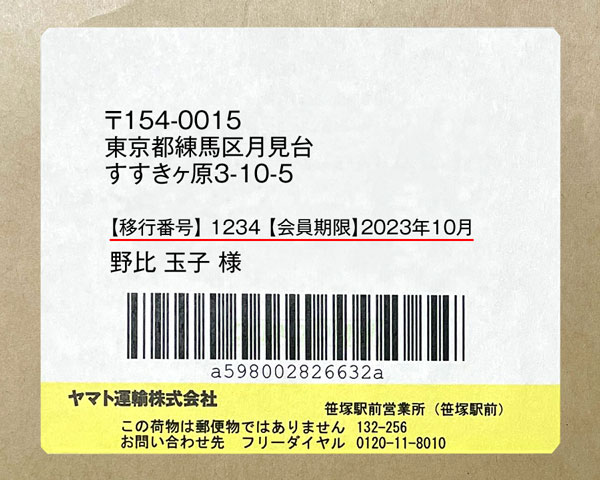 〒154-0015
東京都練馬区月見台
すすきヶ原3-10-5
【移行番号】1234【会員期限】2023年10月
野比 玉子 様
a598002826632a
ヤマト運輸株式会社
笹塚駅前営業所（笹塚駅前）
この荷物は郵便物ではありません 132-256
お問い合わせ先 フリーダイヤル 0120-11-8010